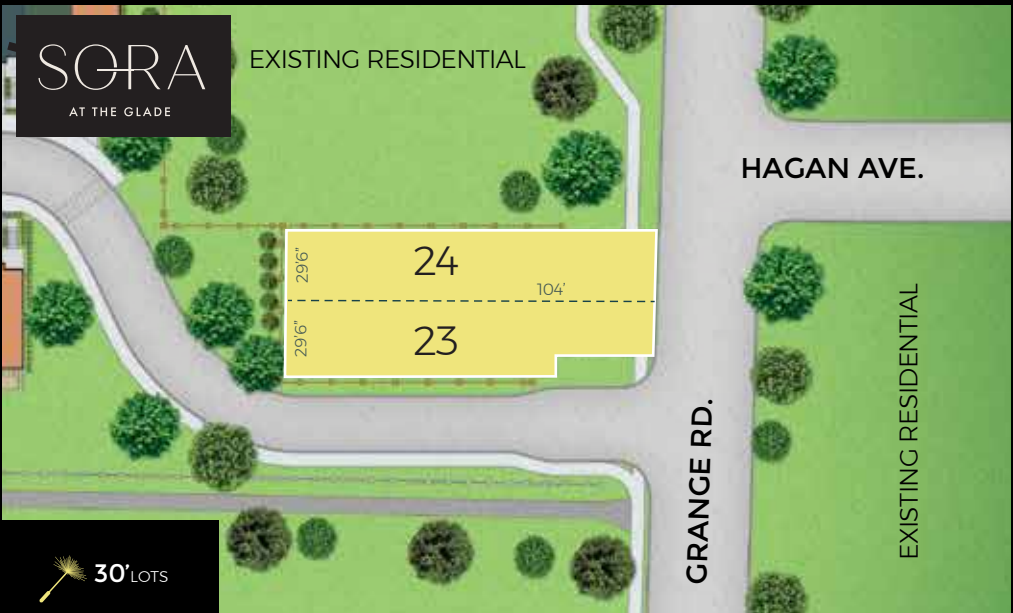 SORA
AT THE GLADE
EXISTING RESIDENTIAL
HAGAN AVE.
29'6"
24
104'
29'6"
23
GRANGE RD.
EXISTING RESIDENTIAL
30' LOTS